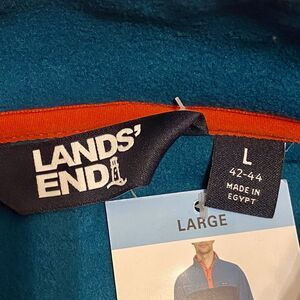 LANDS'
END
L
42-44
MADE IN
EGYPT
LARGE